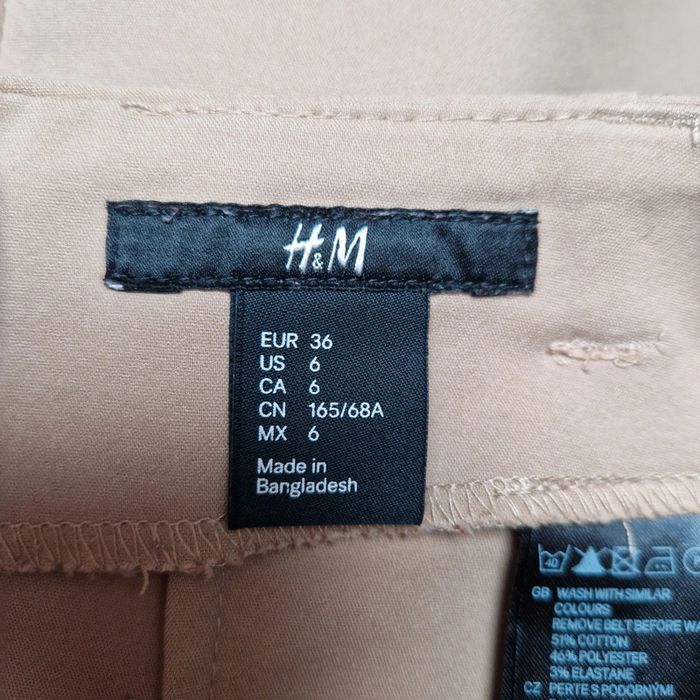 H&M
EUR 36
US 6
CA 6
CN 165/68A
MX 6
Made in
Bangladesh
40
GB WASH WITH SIMILAR
COLOURS
REMOVE BELT BEFORE
51% COTTON
46% POLYESTER
3% ELASTANE
CZ PERTE S PODOBNÝMI